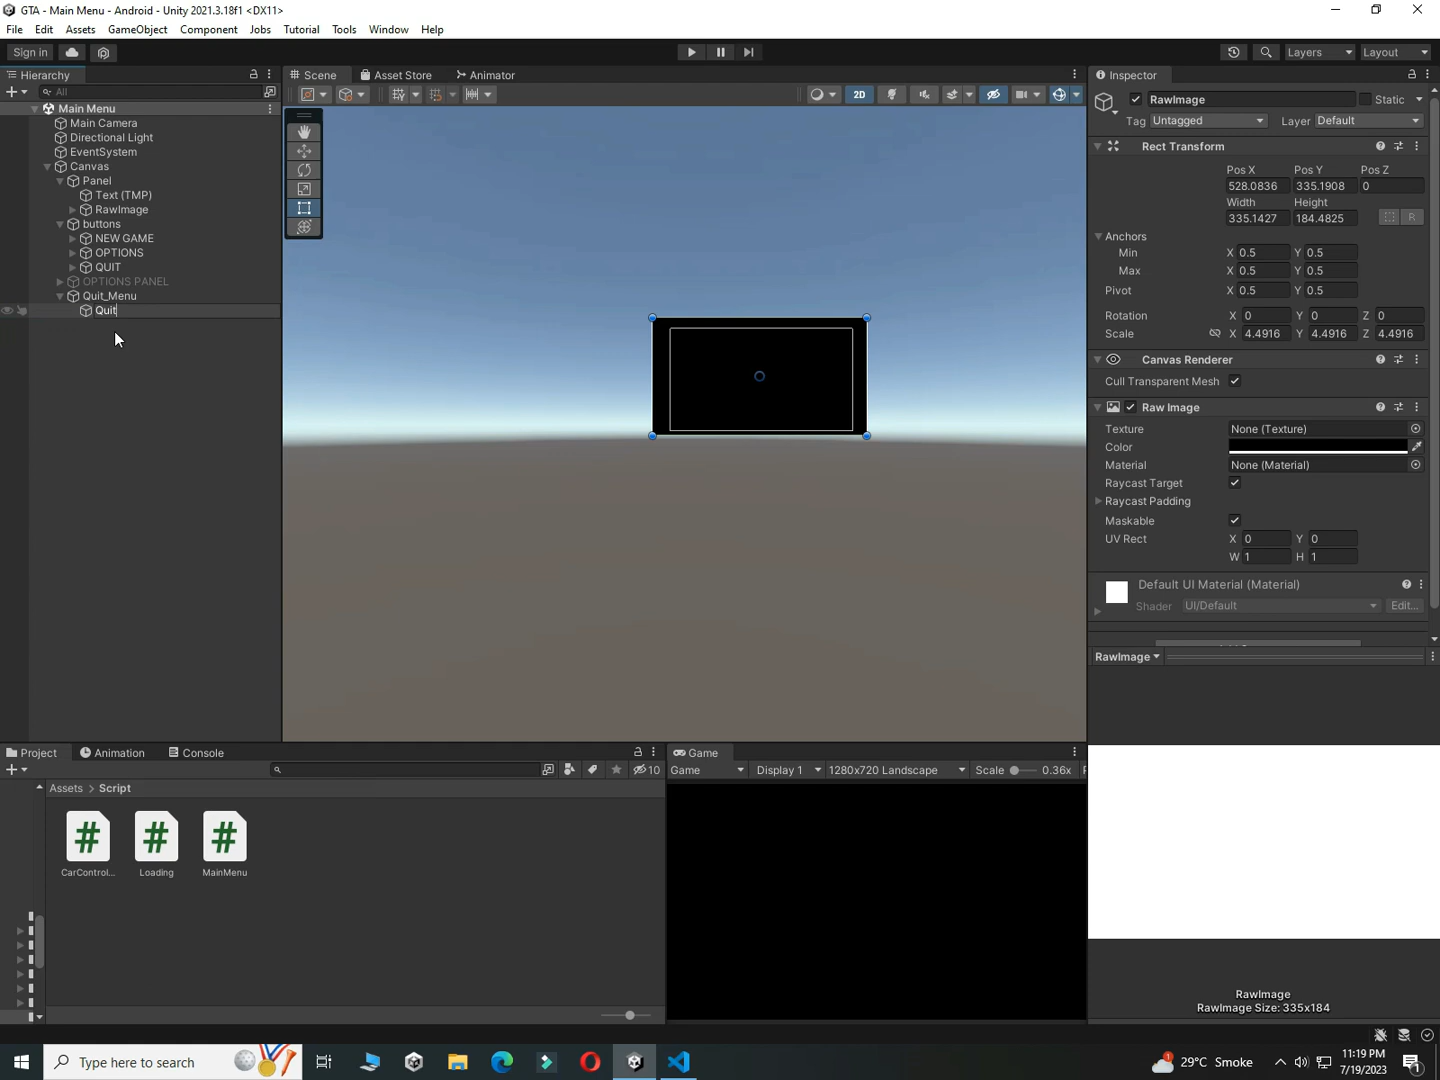 GTA - Main Menu - Android - Unity 2021.3.18f1 <DX11>
File Edit Assets GameObject Component Jobs Tutorial Tools Window Help
Sign in
Layers
Layout
Hierarchy
Scene
Asset Store
Animator
Inspector
All
2D
Main Menu
Main Camera
Directional Light
EventSystem
Canvas
Panel
Text (TMP)
RawImage
buttons
NEW GAME
OPTIONS
QUIT
OPTIONS PANEL
Quit_Menu
Quit
RawImage
Static
Tag Untagged
Layer Default
Rect Transform
Pos X Pos Y Pos Z
528.0836 335.1908 0
Width Height
335.1427 184.4825
R
Anchors
Min X 0.5 Y 0.5
Max X 0.5 Y 0.5
Pivot X 0.5 Y 0.5
Rotation X 0 Y 0 Z 0
Scale X 4.4916 Y 4.4916 Z 4.4916
Canvas Renderer
Cull Transparent Mesh
Raw Image
Texture None (Texture)
Color
Material None (Material)
Raycast Target
Raycast Padding
Maskable
UV Rect X 0 Y 0
W 1 H 1
Default UI Material (Material)
Shader UI/Default Edit...
RawImage
RawImage
RawImage Size: 335x184
Project
Animation
Console
10
Assets > Script
CarControl...
Loading
MainMenu
Game
Game
Display 1
1280x720 Landscape
Scale
0.36x
Type here to search
29°C Smoke
11:19 PM
7/19/2023